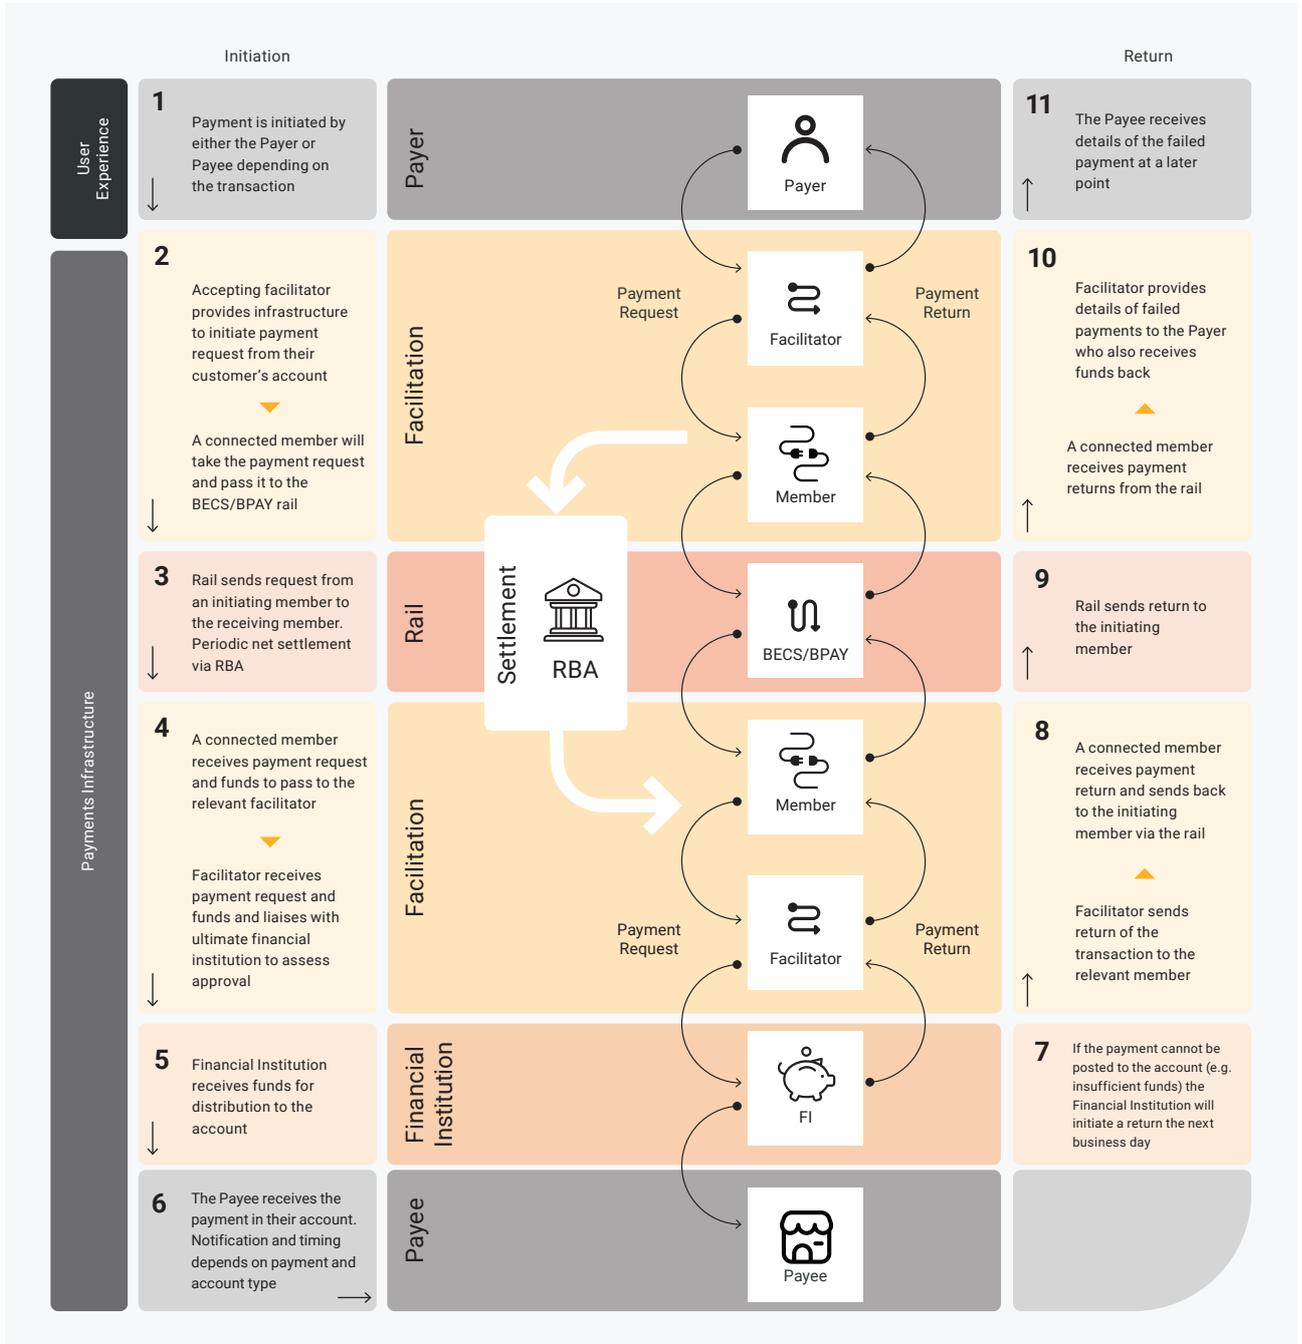 Initiation
Return
User
Experience
1
Payment is initiated by
either the Payer or
Payee depending on
the transaction
Payer
Payer
11
The Payee receives
details of the failed
payment at a later
point
Payments Infrastructure
2
Accepting facilitator
provides infrastructure
to initiate payment
request from their
customer's account
A connected member will
take the payment request
and pass it to the
BECS/BPAY rail
Facilitation
Payment
Request
Facilitator
Payment
Return
Member
10
Facilitator provides
details of failed
payments to the Payer
who also receives
funds back
A connected member
receives payment
returns from the rail
3
Rail sends request from
an initiating member to
the receiving member.
Periodic net settlement
via RBA
Rail
Settlement
RBA
BECS/BPAY
9
Rail sends return to
the initiating
member
4
A connected member
receives payment request
and funds to pass to the
relevant facilitator
Facilitator receives
payment request and
funds and liaises with
ultimate financial
institution to assess
approval
Facilitation
Member
Payment
Request
Facilitator
Payment
Return
8
A connected member
receives payment
return and sends back
to the initiating
member via the rail
Facilitator sends
return of the
transaction to the
relevant member
5
Financial Institution
receives funds for
distribution to the
account
Financial
Institution
FI
7
If the payment cannot be
posted to the account (e.g.
insufficient funds) the
Financial Institution will
initiate a return the next
business day
6
The Payee receives the
payment in their account.
Notification and timing
depends on payment and
account type
Payee
Payee